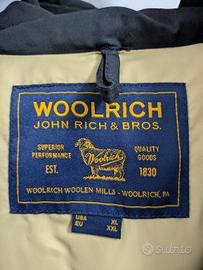 WOOLRICH
JOHN RICH & BROS.
SUPERIOR PERFORMANCE
QUALITY GOODS
Woolrich
EST. 1830
WOOLRICH WOOLEN MILLS - WOOLRICH, PA
USA XL
EU XXL
subito